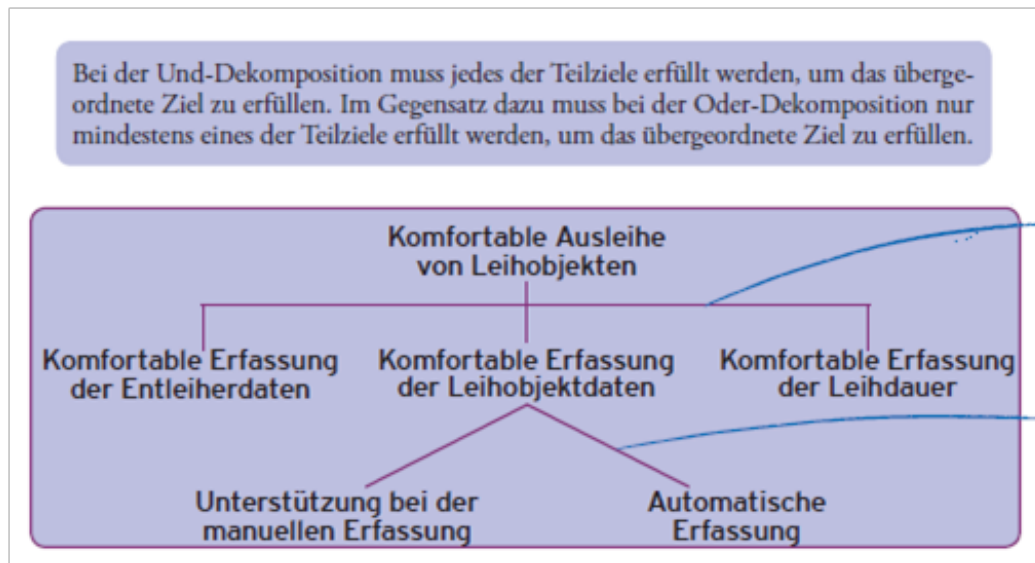 Bei der Und-Dekomposition muss jedes der Teilziele erfüllt werden, um das überge-
ordnete Ziel zu erfüllen. Im Gegensatz dazu muss bei der Oder-Dekomposition nur
mindestens eines der Teilziele erfüllt werden, um das übergeordnete Ziel zu erfüllen.
Komfortable Ausleihe
von Leihobjekten
Komfortable Erfassung
der Entleiherdaten
Komfortable Erfassung
der Leihobjektdaten
Komfortable Erfassung
der Leihdauer
Unterstützung bei der
manuellen Erfassung
Automatische
Erfassung